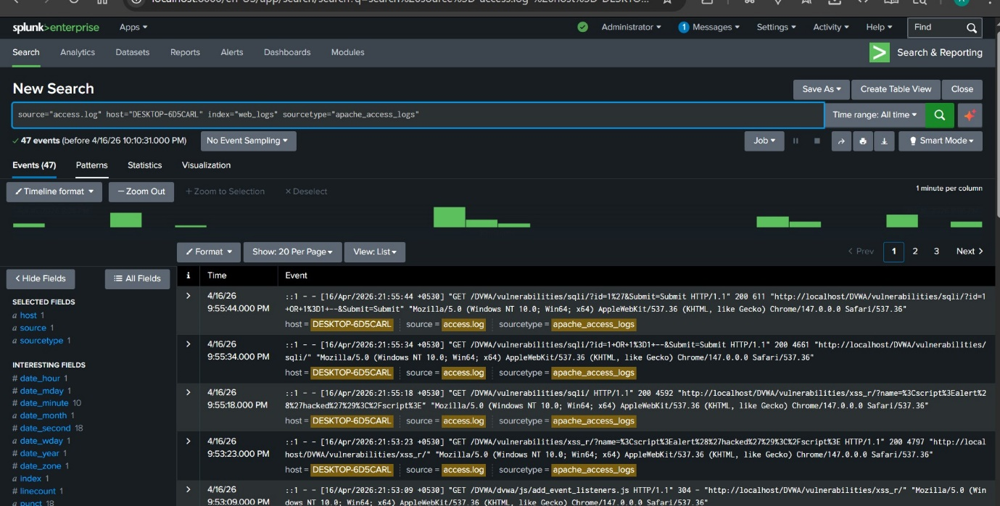 splunk>enterprise Apps Administrator 1 Messages Settings Activity Help Find
Search Analytics Datasets Reports Alerts Dashboards Modules > Search & Reporting
New Search Save As Create Table View Close
source="access.log" host="DESKTOP-6D5CARL" index="web_logs" sourcetype="apache_access_logs" Time range: All time
✓ 47 events (before 4/16/26 10:10:31.000 PM) No Event Sampling Job Smart Mode
Events (47) Patterns Statistics Visualization
Timeline format — Zoom Out + Zoom to Selection × Deselect 1 minute per column
Format Show: 20 Per Page View: List < Prev 1 2 3 Next >
< Hide Fields All Fields
i Time Event
SELECTED FIELDS
a host 1
a source 1
a sourcetype 1
INTERESTING FIELDS
# date_hour 1
# date_mday 1
# date_minute 10
a date_month 1
# date_second 18
a date_wday 1
# date_year 1
# date_zone 1
a index 1
# linecount 1
a punct 18
> 4/16/26 ::1 - - [16/Apr/2026:21:55:44 +0530] "GET /DVWA/vulnerabilities/sqli/?id=1%27&Submit=Submit HTTP/1.1" 200 611 "http://localhost/DVWA/vulnerabilities/sqli/?id=1
9:55:44.000 PM +OR+1%3D1+--&Submit=Submit" "Mozilla/5.0 (Windows NT 10.0; Win64; x64) AppleWebKit/537.36 (KHTML, like Gecko) Chrome/147.0.0.0 Safari/537.36"
host = DESKTOP-6D5CARL source = access.log sourcetype = apache_access_logs
> 4/16/26 ::1 - - [16/Apr/2026:21:55:34 +0530] "GET /DVWA/vulnerabilities/sqli/?id=1+OR+1%3D1+--&Submit=Submit HTTP/1.1" 200 4661 "http://localhost/DVWA/vulnerabilities/
9:55:34.000 PM sqli/" "Mozilla/5.0 (Windows NT 10.0; Win64; x64) AppleWebKit/537.36 (KHTML, like Gecko) Chrome/147.0.0.0 Safari/537.36"
host = DESKTOP-6D5CARL source = access.log sourcetype = apache_access_logs
> 4/16/26 ::1 - - [16/Apr/2026:21:55:18 +0530] "GET /DVWA/vulnerabilities/sqli/ HTTP/1.1" 200 4592 "http://localhost/DVWA/vulnerabilities/xss_r/?name=%3Cscript%3Ealert%2
9:55:18.000 PM 8%27hacked%27%29%3C%2Fscript%3E" "Mozilla/5.0 (Windows NT 10.0; Win64; x64) AppleWebKit/537.36 (KHTML, like Gecko) Chrome/147.0.0.0 Safari/537.36"
host = DESKTOP-6D5CARL source = access.log sourcetype = apache_access_logs
> 4/16/26 ::1 - - [16/Apr/2026:21:53:23 +0530] "GET /DVWA/vulnerabilities/xss_r/?name=%3Cscript%3Ealert%28%27hacked%27%29%3C%2Fscript%3E HTTP/1.1" 200 4797 "http://local
9:53:23.000 PM host/DVWA/vulnerabilities/xss_r/" "Mozilla/5.0 (Windows NT 10.0; Win64; x64) AppleWebKit/537.36 (KHTML, like Gecko) Chrome/147.0.0.0 Safari/537.36"
host = DESKTOP-6D5CARL source = access.log sourcetype = apache_access_logs
> 4/16/26 ::1 - - [16/Apr/2026:21:53:09 +0530] "GET /DVWA/dvwa/js/add_event_listeners.js HTTP/1.1" 304 - "http://localhost/DVWA/vulnerabilities/xss_r/" "Mozilla/5.0 (Win
9:53:09.000 PM dows NT 10.0; Win64; x64) AppleWebKit/537.36 (KHTML, like Gecko) Chrome/147.0.0.0 Safari/537.36"